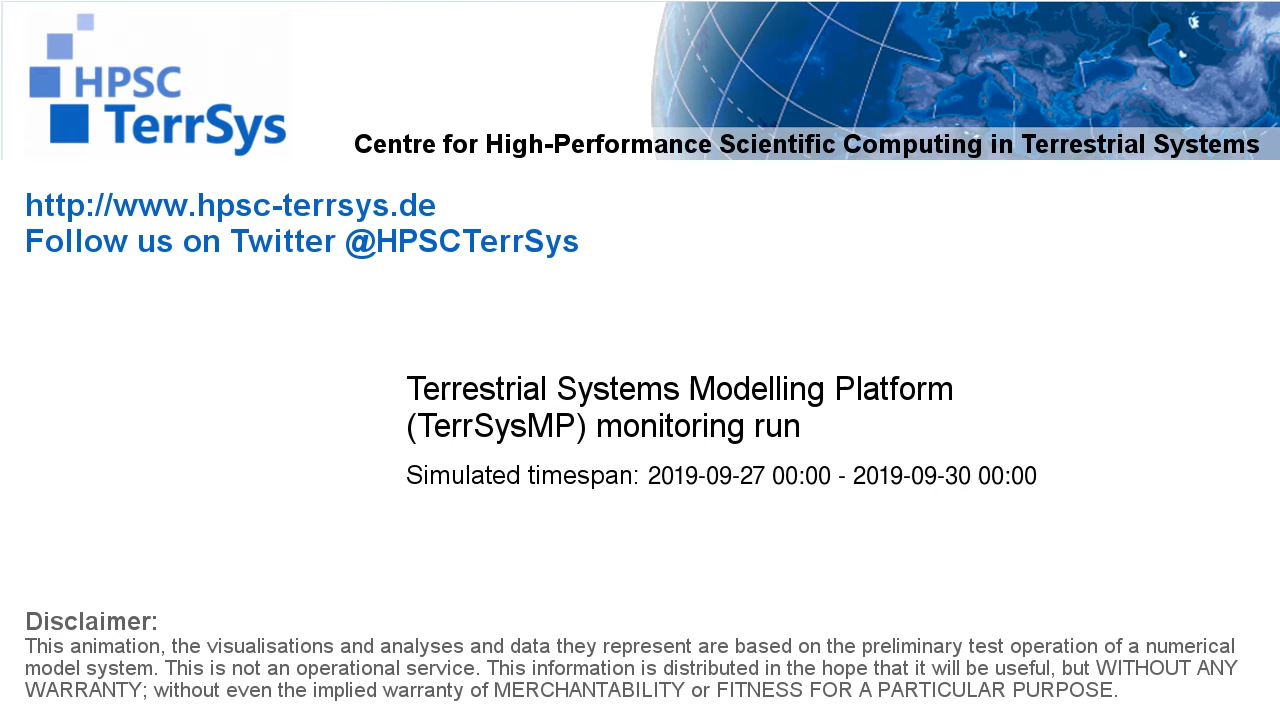 HPSC
TerrSys
Centre for High-Performance Scientific Computing in Terrestrial Systems
http://www.hpsc-terrsys.de
Follow us on Twitter @HPSCTerrSys
Terrestrial Systems Modelling Platform
(TerrSysMP) monitoring run
Simulated timespan: 2019-09-27 00:00 - 2019-09-30 00:00
Disclaimer:
This animation, the visualisations and analyses and data they represent are based on the preliminary test operation of a numerical
model system. This is not an operational service. This information is distributed in the hope that it will be useful, but WITHOUT ANY
WARRANTY; without even the implied warranty of MERCHANTABILITY or FITNESS FOR A PARTICULAR PURPOSE.